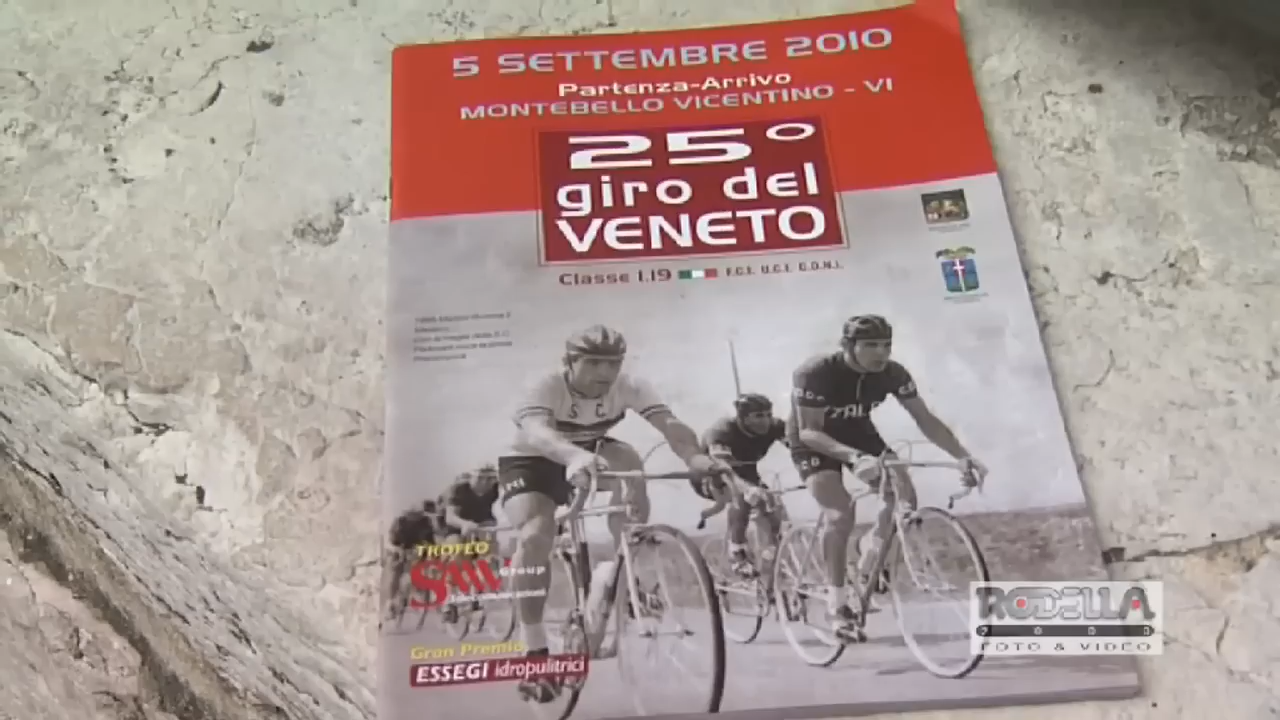 5 SETTEMBRE 2010
Partenza-Arrivo
MONTEBELLO VICENTINO - VI
25°
giro del
VENETO
Classe 1.19
F.C.I. U.C.I.
S C
ITAL
TROFEO
SM Group
Gran Premio
ESSEGI idropulitrici
RODELLA
FOTO & VIDEO